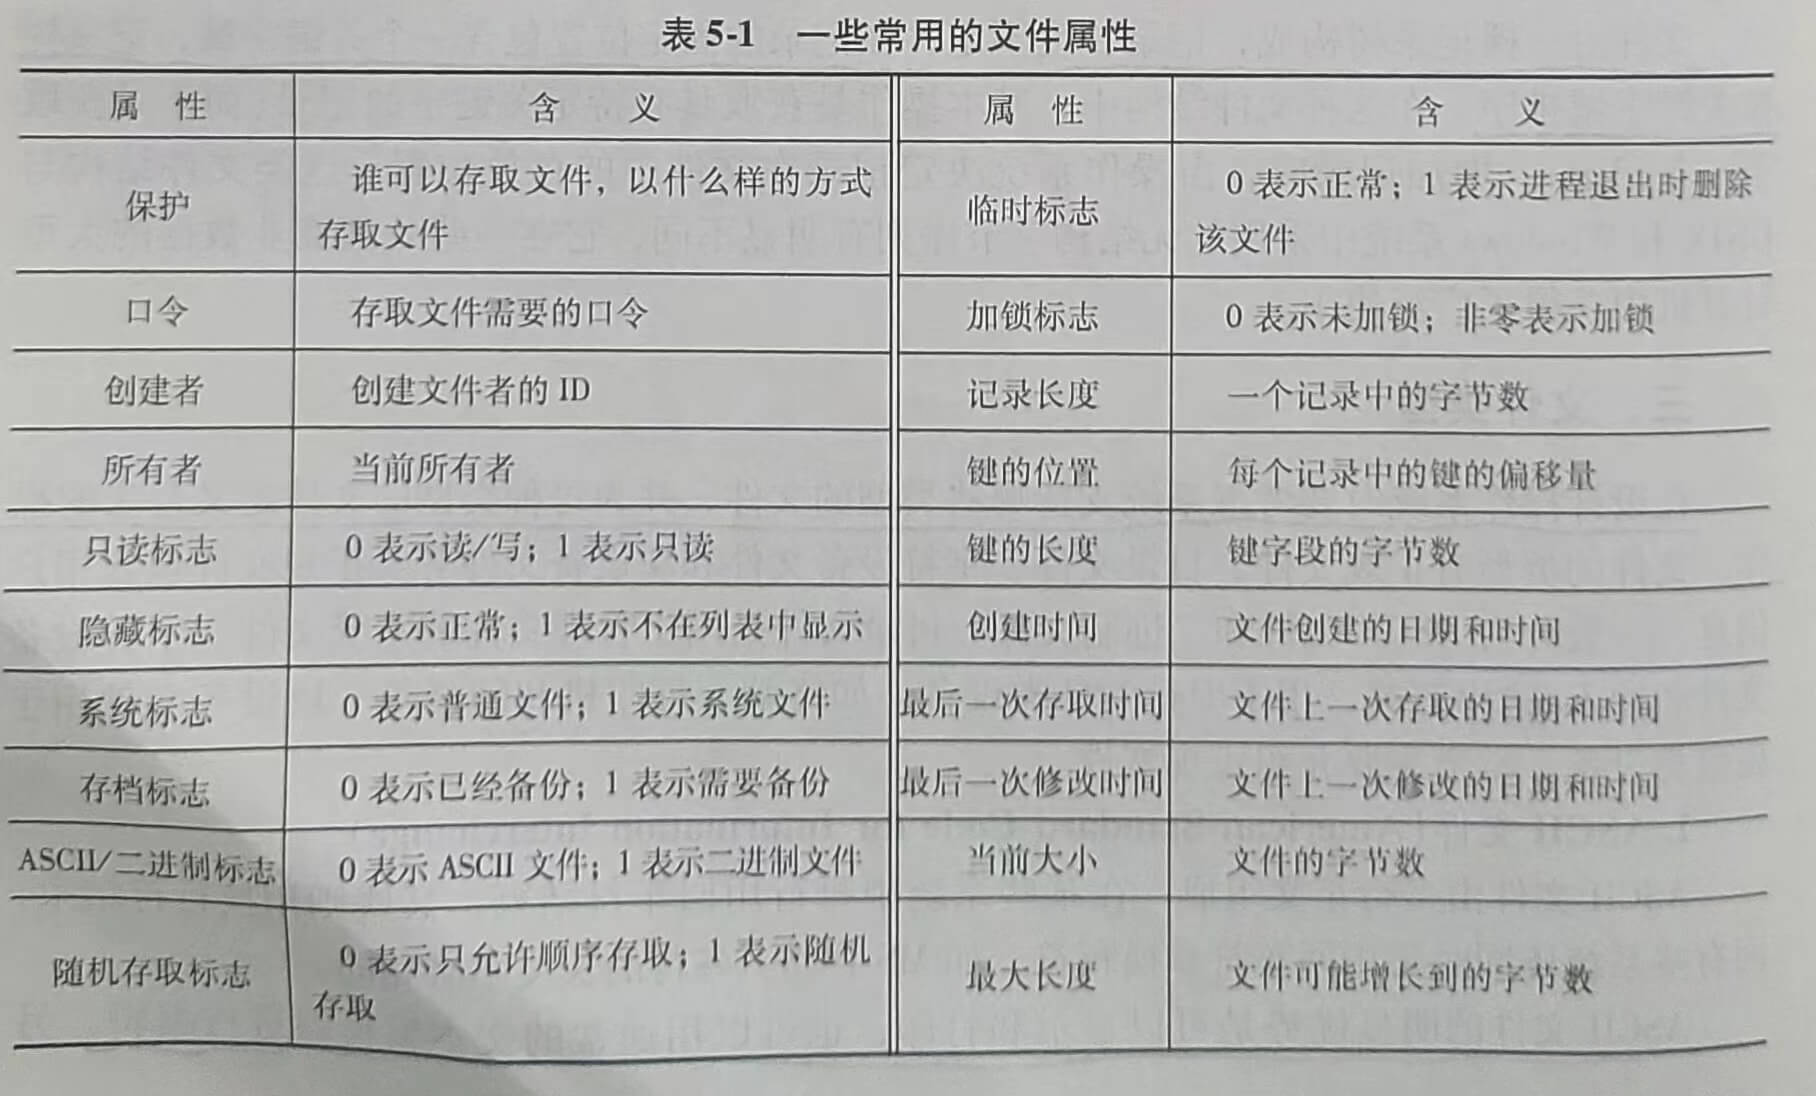 表 5-1 一些常用的文件属性
属 性 含 义 属 性 含 义
保护 谁可以存取文件，以什么样的方式存取文件 临时标志 0 表示正常；1 表示进程退出时删除该文件
口令 存取文件需要的口令 加锁标志 0 表示未加锁；非零表示加锁
创建者 创建文件者的 ID 记录长度 一个记录中的字节数
所有者 当前所有者 键的位置 每个记录中的键的偏移量
只读标志 0 表示读/写；1 表示只读 键的长度 键字段的字节数
隐藏标志 0 表示正常；1 表示不在列表中显示 创建时间 文件创建的日期和时间
系统标志 0 表示普通文件；1 表示系统文件 最后一次存取时间 文件上一次存取的日期和时间
存档标志 0 表示已经备份；1 表示需要备份 最后一次修改时间 文件上一次修改的日期和时间
ASCII/二进制标志 0 表示 ASCII 文件；1 表示二进制文件 当前大小 文件的字节数
随机存取标志 0 表示只允许顺序存取；1 表示随机存取 最大长度 文件可能增长到的字节数